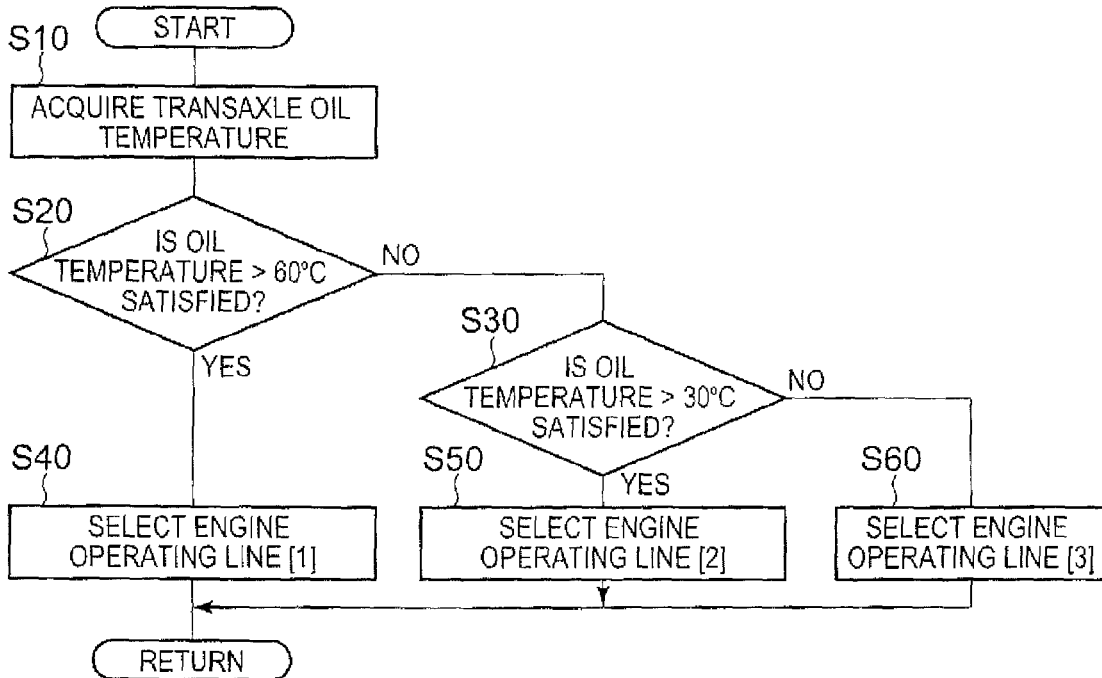 START
S10
ACQUIRE TRANSAXLE OIL
TEMPERATURE
S20
IS OIL
TEMPERATURE > 60°C
SATISFIED?
NO
YES
S30
IS OIL
TEMPERATURE > 30°C
SATISFIED?
NO
YES
S40
SELECT ENGINE
OPERATING LINE [1]
S50
SELECT ENGINE
OPERATING LINE [2]
S60
SELECT ENGINE
OPERATING LINE [3]
RETURN